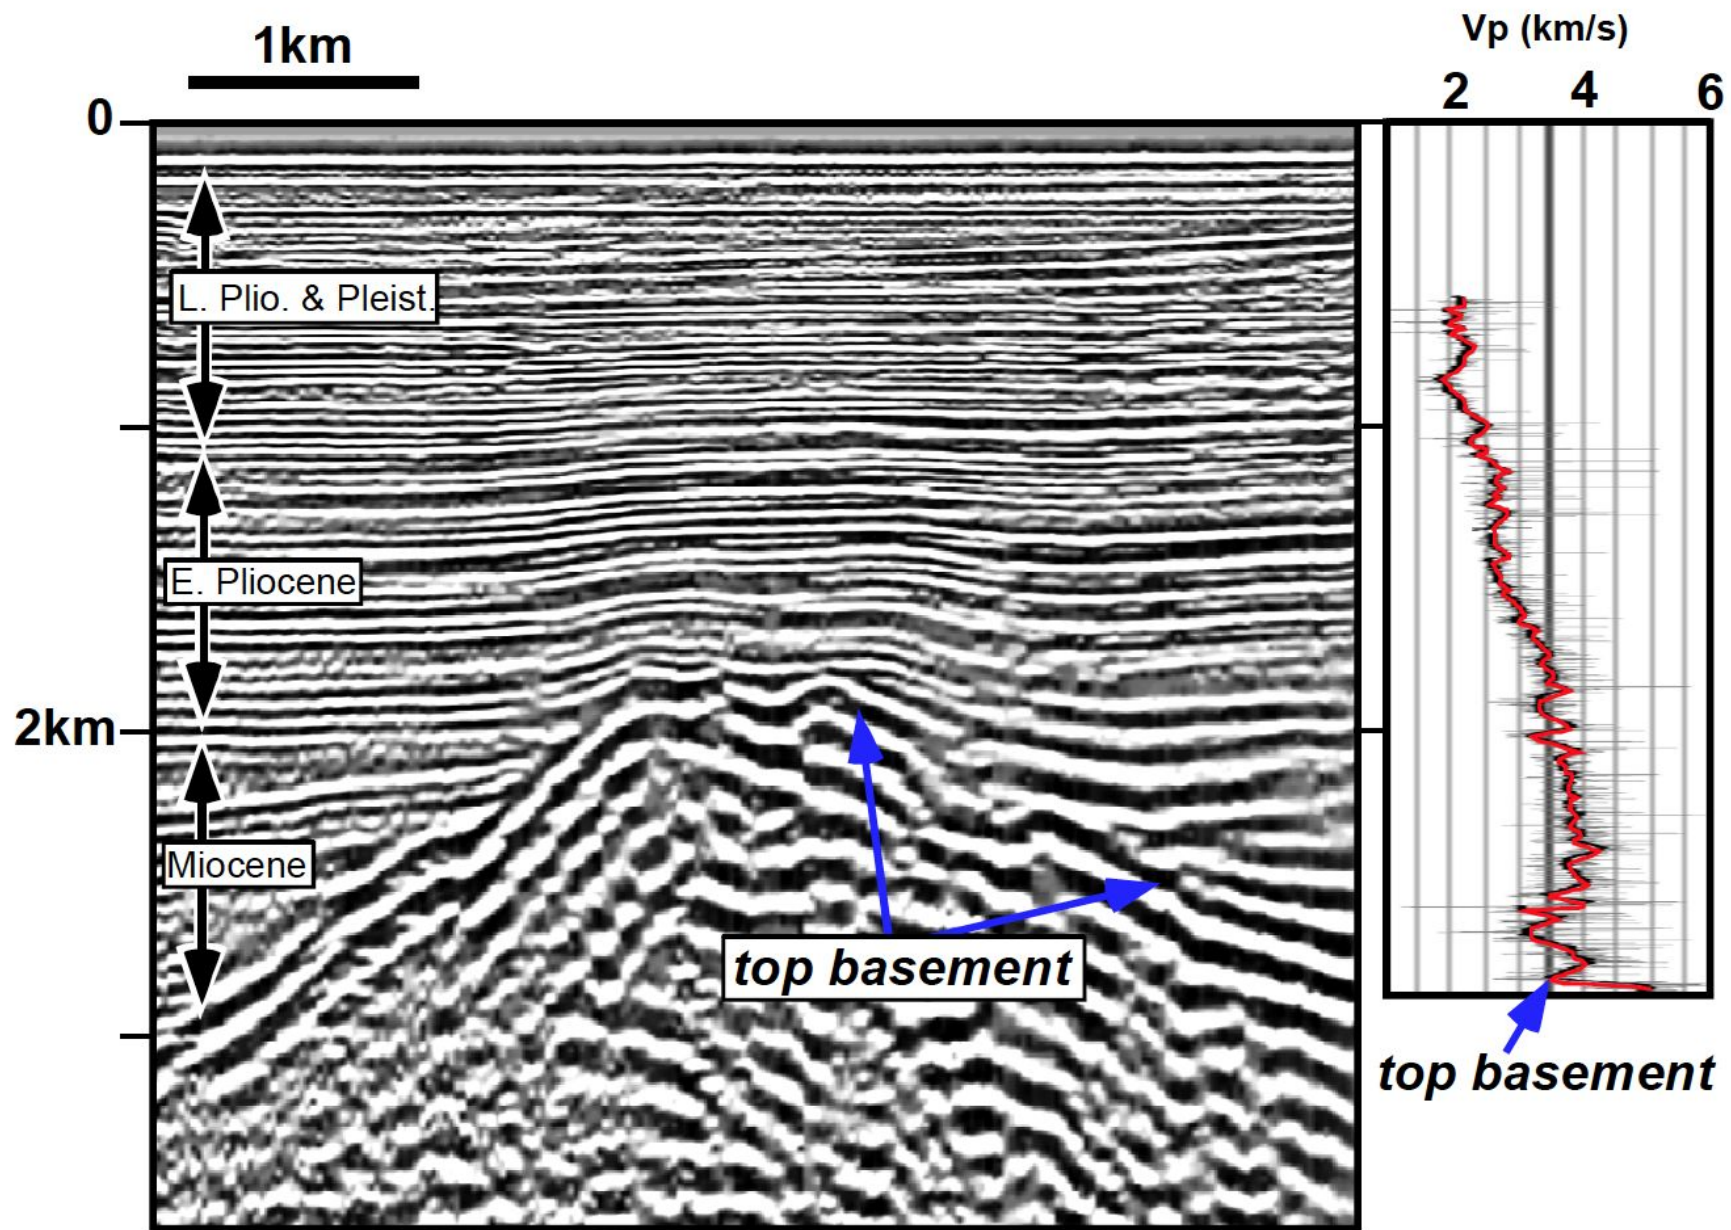 1km
Vp (km/s)
2 4 6
0
L. Plio. & Pleist.
E. Pliocene
2km
Miocene
top basement
top basement